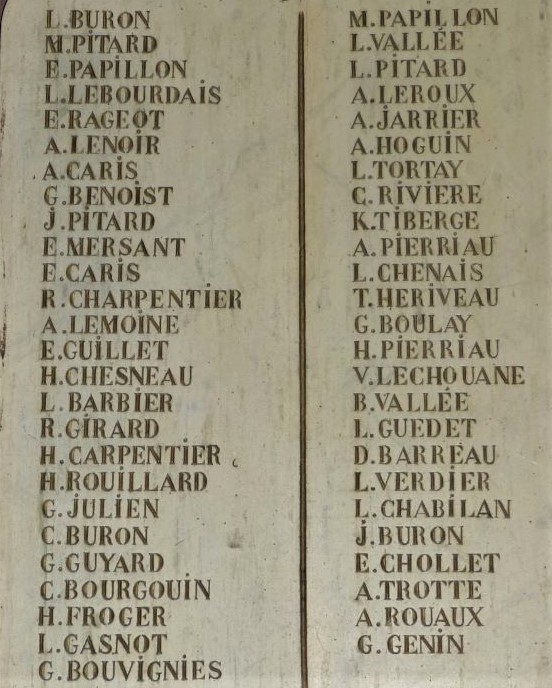 L.BURON
M.PITARD
E.PAPILLON
L.LEBOURDAIS
E.RAGEOT
A.LENOIR
A.CARIS
G.BENOIST
J.PITARD
E.MERSANT
E.CARIS
R.CHARPENTIER
A.LEMOINE
E.GUILLET
H.CHESNEAU
L.BARBIER
R.GIRARD
H.CARPENTIER
H.ROUILLARD
G.JULIEN
C.BURON
G.GUYARD
C.BOURGOUIN
H.FROGER
L.GASNOT
G.BOUVIGNIES
M.PAPILLON
L.VALLÉE
L.PITARD
A.LEROUX
A.JARRIER
A.HOGUIN
L.TORTAY
C.RIVIERE
K.TIBERGE
A.PIERRIAU
L.CHENAIS
T.HERIVEAU
G.BOULAY
H.PIERRIAU
V.LECHOUANE
B.VALLÉE
L.GUEDET
D.BARREAU
L.VERDIER
L.CHABILAN
J.BURON
E.CHOLLET
A.TROTTE
A.ROUAUX
G.GENIN